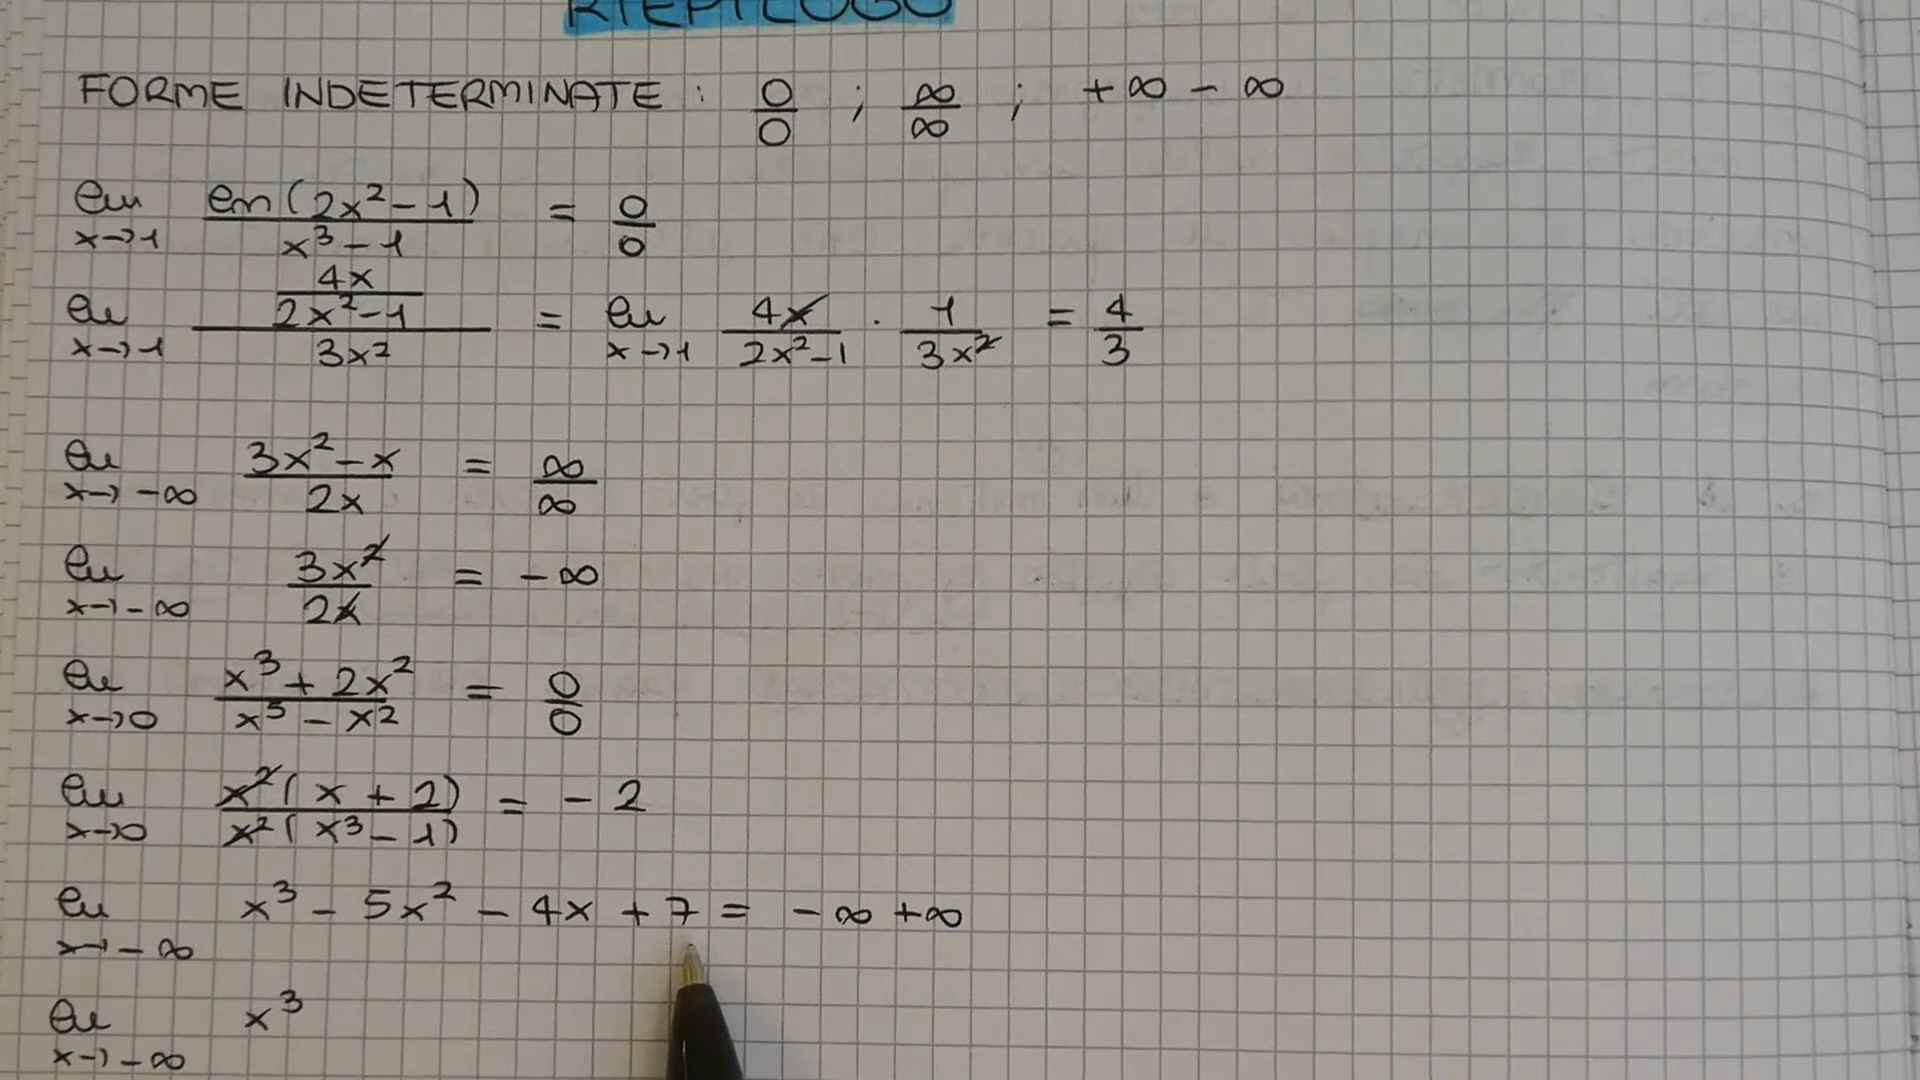 RIEPILOGO
FORME INDETERMINATE : 0/0 ; ∞/∞ ; +∞ - ∞
lim x→1 ln(2x²-1)/(x³-1) = 0/0
lim x→1 (4x/(2x²-1))/(3x²) = lim x→1 4x/(2x²-1) · 1/(3x²) = 4/3
lim x→-∞ (3x²-x)/(2x) = ∞/∞
lim x→-∞ 3x²/(2x) = -∞
lim x→0 (x³+2x²)/(x⁵-x²) = 0/0
lim x→0 x²(x+2)/(x²(x³-1)) = -2
lim x→-∞ x³ - 5x² - 4x + 7 = -∞ +∞
lim x→-∞ x³